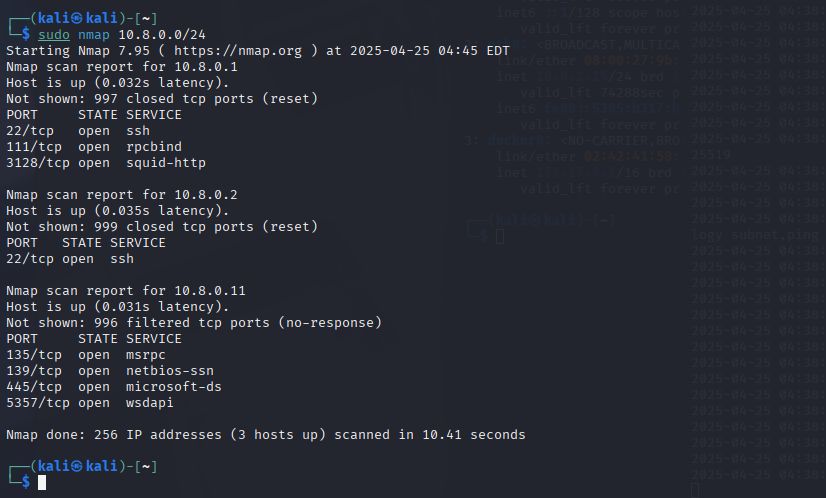 ┌──(kali㉿kali)-[~]
└─$ sudo nmap 10.8.0.0/24
Starting Nmap 7.95 ( https://nmap.org ) at 2025-04-25 04:45 EDT
Nmap scan report for 10.8.0.1
Host is up (0.032s latency).
Not shown: 997 closed tcp ports (reset)
PORT     STATE SERVICE
22/tcp   open  ssh
111/tcp  open  rpcbind
3128/tcp open  squid-http

Nmap scan report for 10.8.0.2
Host is up (0.035s latency).
Not shown: 999 closed tcp ports (reset)
PORT   STATE SERVICE
22/tcp open  ssh

Nmap scan report for 10.8.0.11
Host is up (0.031s latency).
Not shown: 996 filtered tcp ports (no-response)
PORT     STATE SERVICE
135/tcp  open  msrpc
139/tcp  open  netbios-ssn
445/tcp  open  microsoft-ds
5357/tcp open  wsdapi

Nmap done: 256 IP addresses (3 hosts up) scanned in 10.41 seconds

┌──(kali㉿kali)-[~]
└─$